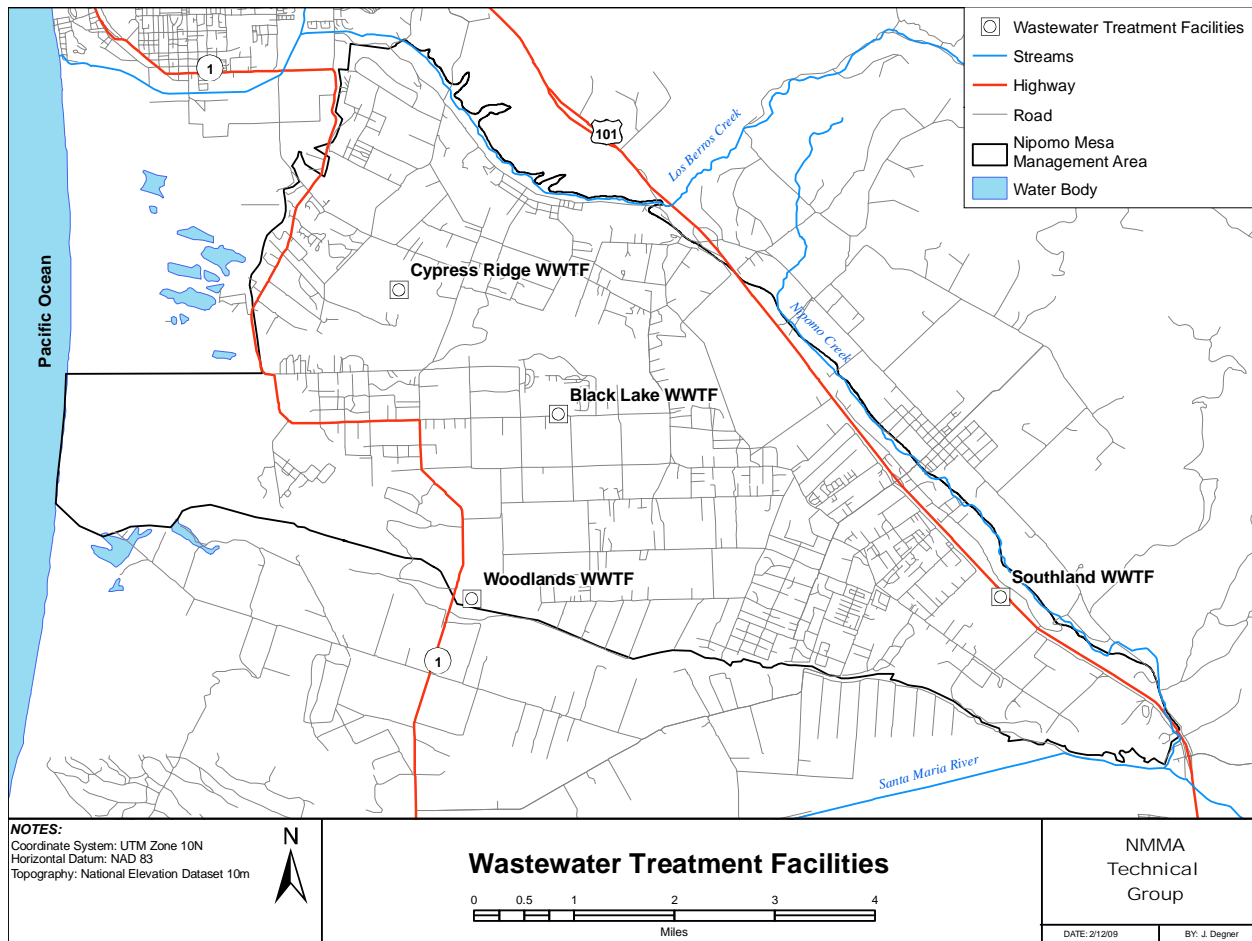 Wastewater Treatment Facilities
Streams
Highway
Road
Nipomo Mesa
Management Area
Water Body
1
101
Los Berros Creek
Pacific Ocean
Cypress Ridge WWTF
Nipomo Creek
Black Lake WWTF
Woodlands WWTF
Southland WWTF
1
Santa Maria River
NOTES:
Coordinate System: UTM Zone 10N
Horizontal Datum: NAD 83
Topography: National Elevation Dataset 10m
N
Wastewater Treatment Facilities
0 0.5 1 2 3 4
Miles
NMMA
Technical
Group
DATE: 2/12/09
BY: J. Degner